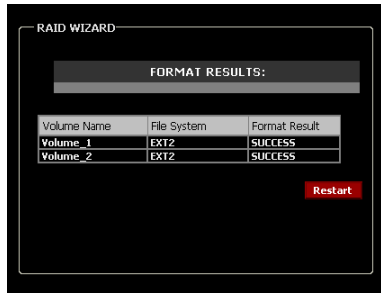 RAID WIZARD
FORMAT RESULTS:
Volume Name File System Format Result
Volume_1 EXT2 SUCCESS
Volume_2 EXT2 SUCCESS
Restart